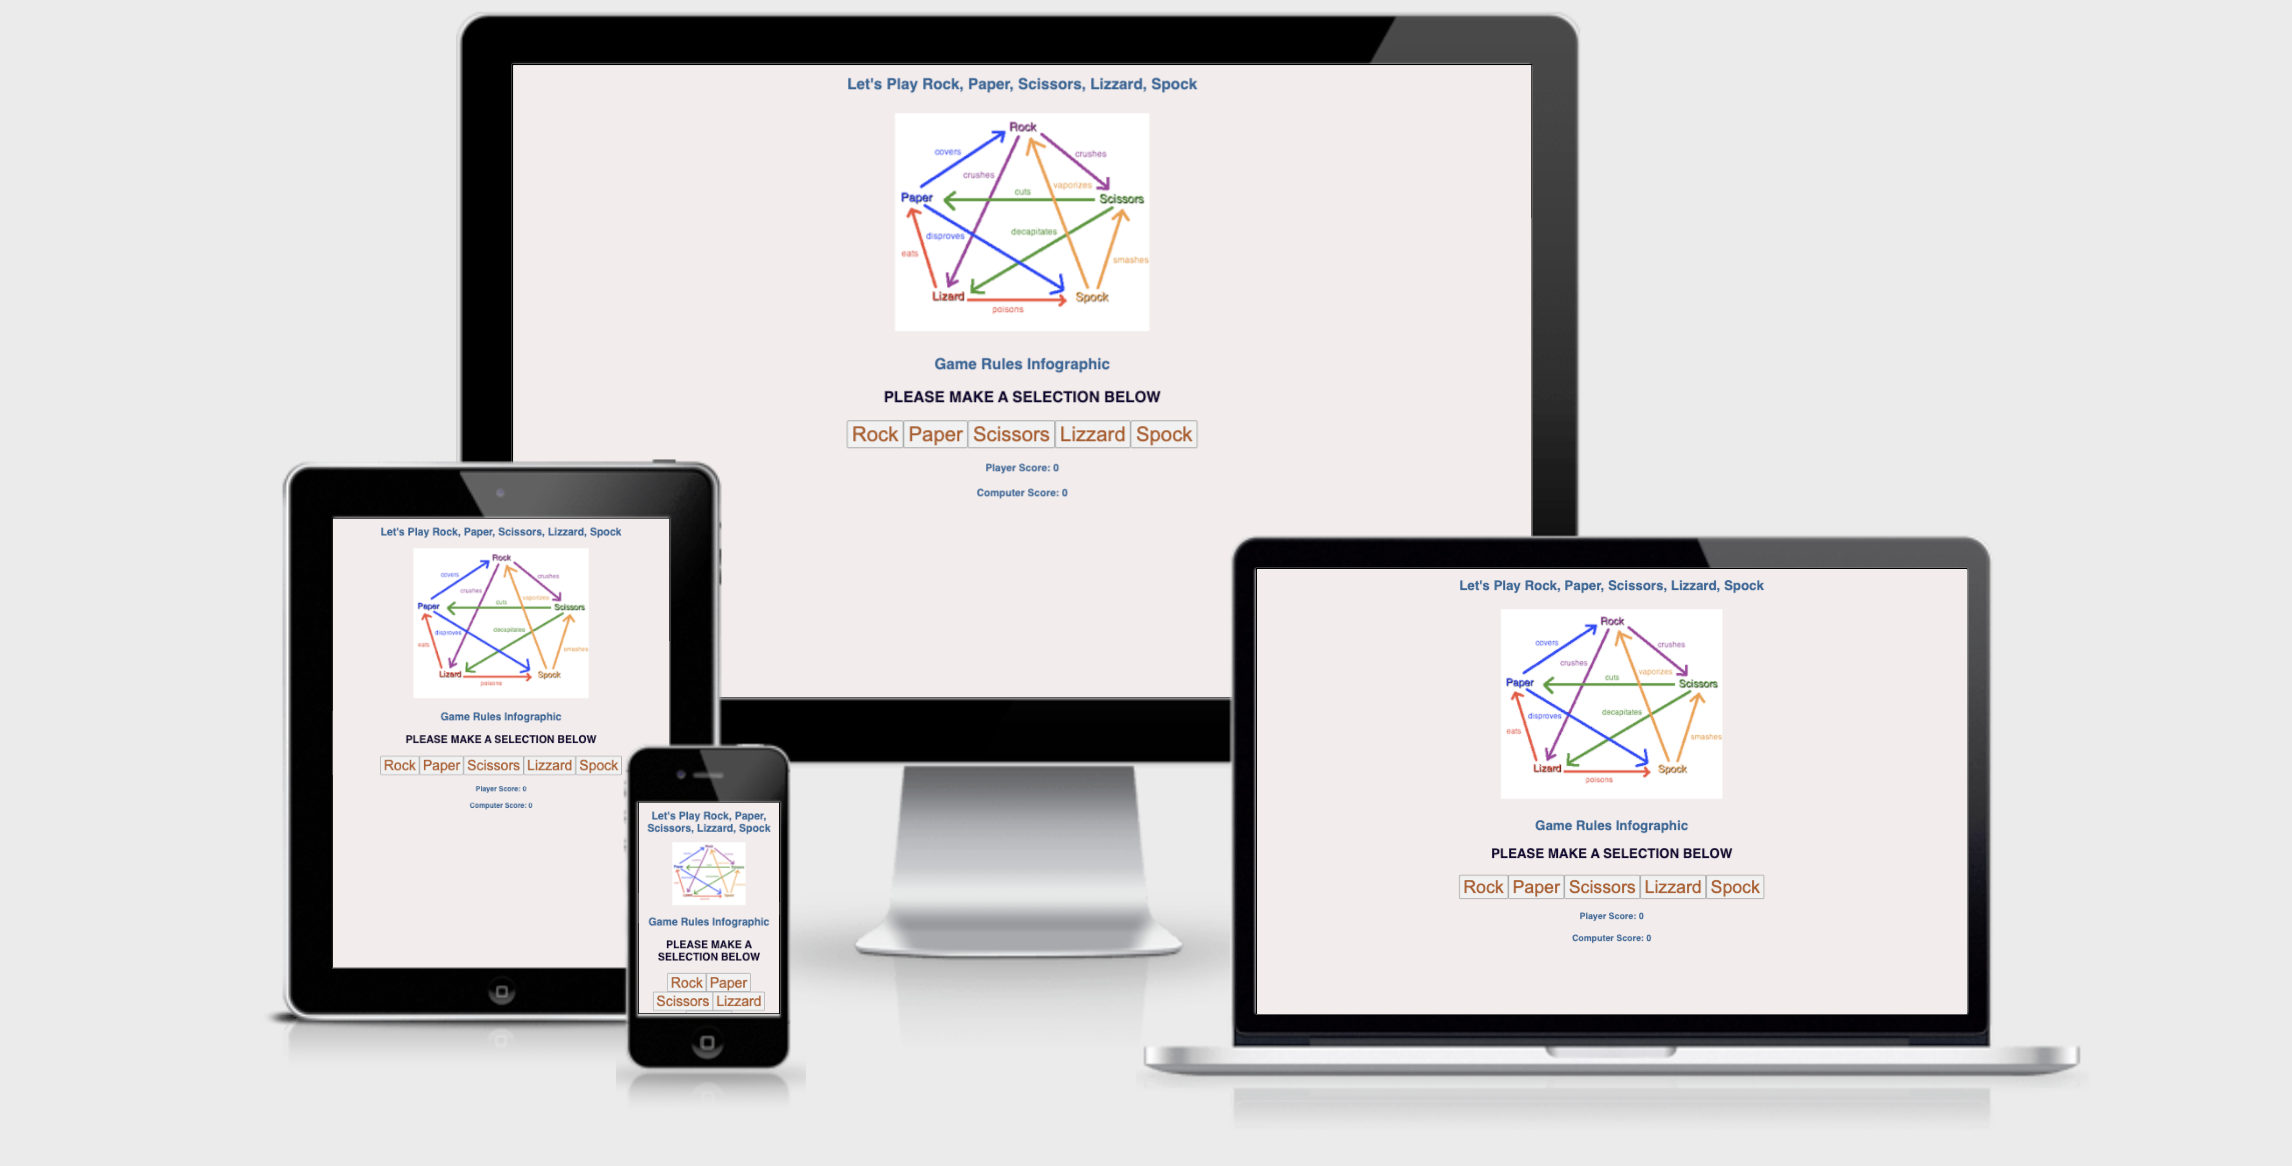 Let's Play Rock, Paper, Scissors, Lizzard, Spock
Rock
covers
crushes
crushes
vaporizes
cuts
Paper
Scissors
disproves
decapitates
eats
smashes
Lizard
Spock
poisons
Game Rules Infographic
PLEASE MAKE A SELECTION BELOW
Rock Paper Scissors Lizzard Spock
Player Score: 0
Computer Score: 0
Let's Play Rock, Paper, Scissors, Lizzard, Spock
Rock
covers
crushes
crushes
vaporizes
cuts
Paper
Scissors
disproves
decapitates
eats
smashes
Lizard
Spock
poisons
Game Rules Infographic
PLEASE MAKE A SELECTION BELOW
Rock Paper Scissors Lizzard Spock
Player Score: 0
Computer Score: 0
Let's Play Rock, Paper,
Scissors, Lizzard, Spock
Game Rules Infographic
PLEASE MAKE A
SELECTION BELOW
Rock Paper
Scissors Lizzard
Let's Play Rock, Paper, Scissors, Lizzard, Spock
Rock
covers
crushes
crushes
vaporizes
cuts
Paper
Scissors
disproves
decapitates
eats
smashes
Lizard
Spock
poisons
Game Rules Infographic
PLEASE MAKE A SELECTION BELOW
Rock Paper Scissors Lizzard Spock
Player Score: 0
Computer Score: 0